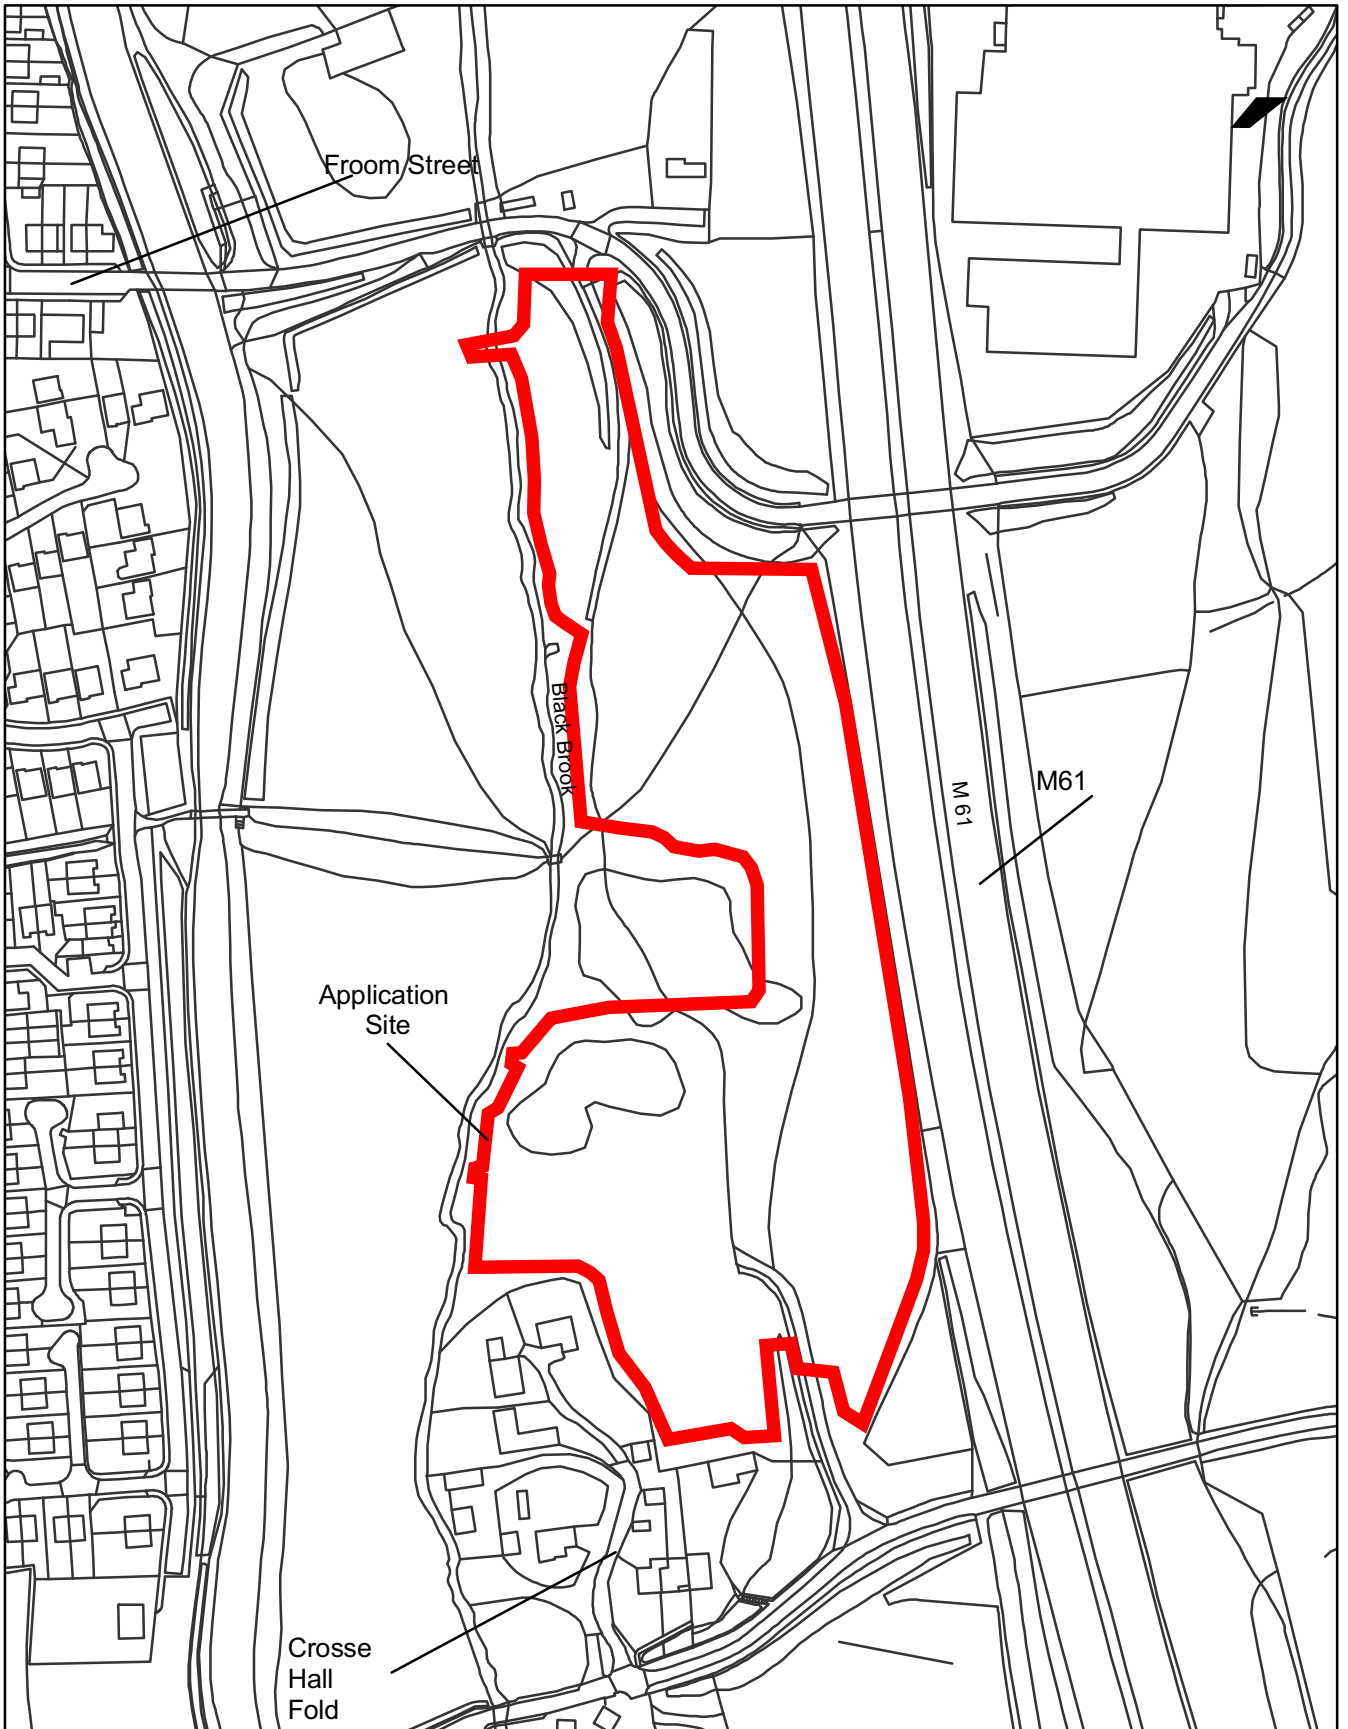 Froom Street
Black Brook
M61
M 61
Application
Site
Crosse
Hall
Fold